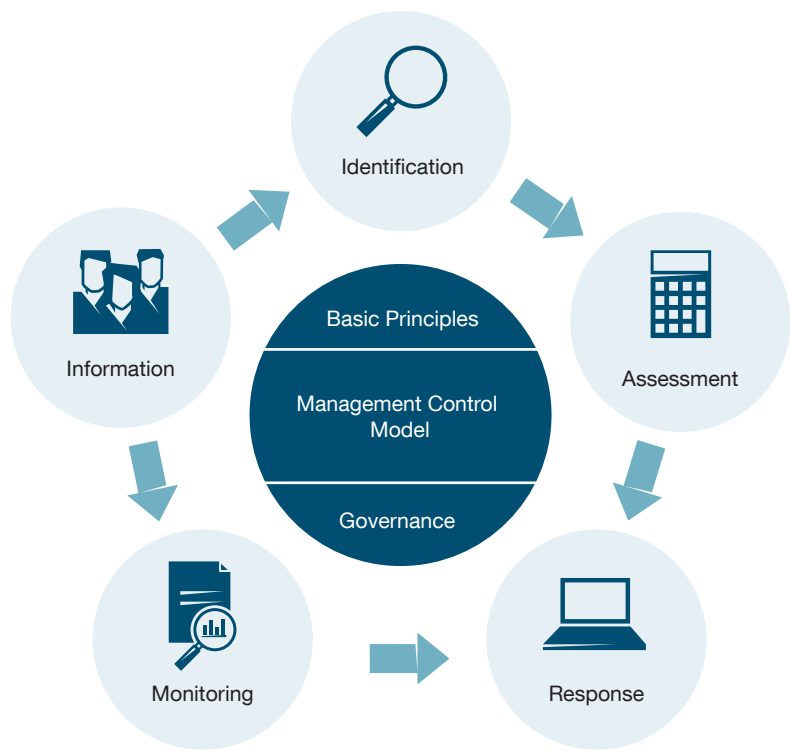 Identification
Basic Principles
Information
Assessment
Management Control
Model
Governance
Monitoring
Response